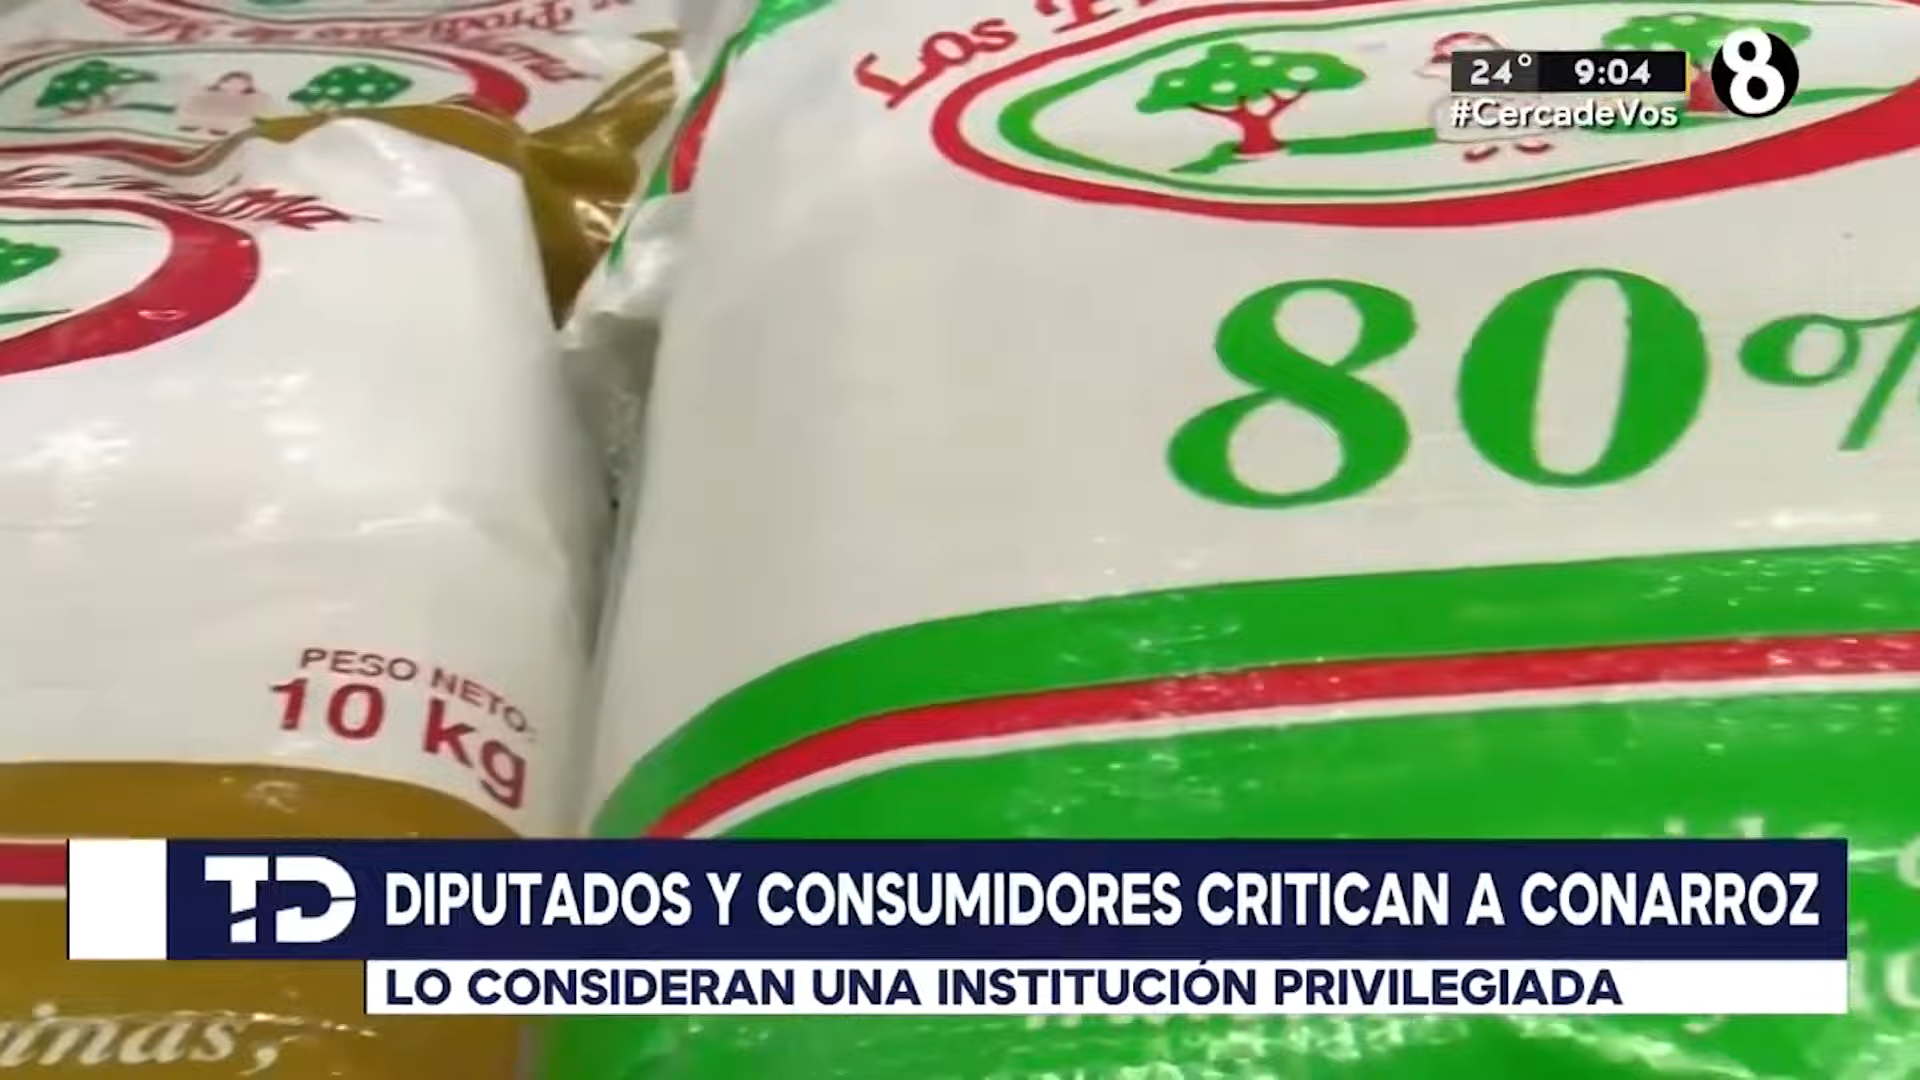 24° 9:04
8
#CercadeVos
Los
80%
PESO NETO:
10 kg
TD
DIPUTADOS Y CONSUMIDORES CRITICAN A CONARROZ
LO CONSIDERAN UNA INSTITUCIÓN PRIVILEGIADA